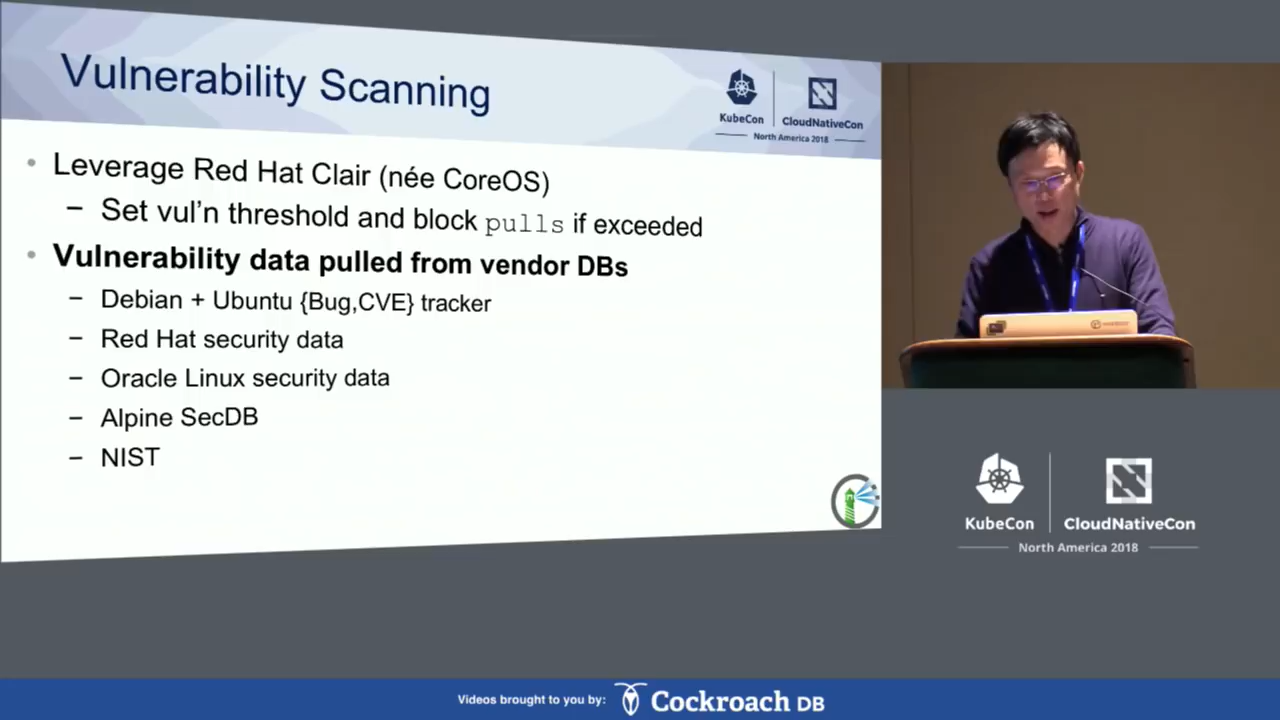 Vulnerability Scanning
KubeCon
CloudNativeCon
North America 2018
• Leverage Red Hat Clair (née CoreOS)
– Set vul’n threshold and block pulls if exceeded
• Vulnerability data pulled from vendor DBs
– Debian + Ubuntu {Bug,CVE} tracker
– Red Hat security data
– Oracle Linux security data
– Alpine SecDB
– NIST
KubeCon
CloudNativeCon
North America 2018
Videos brought to you by: Cockroach DB